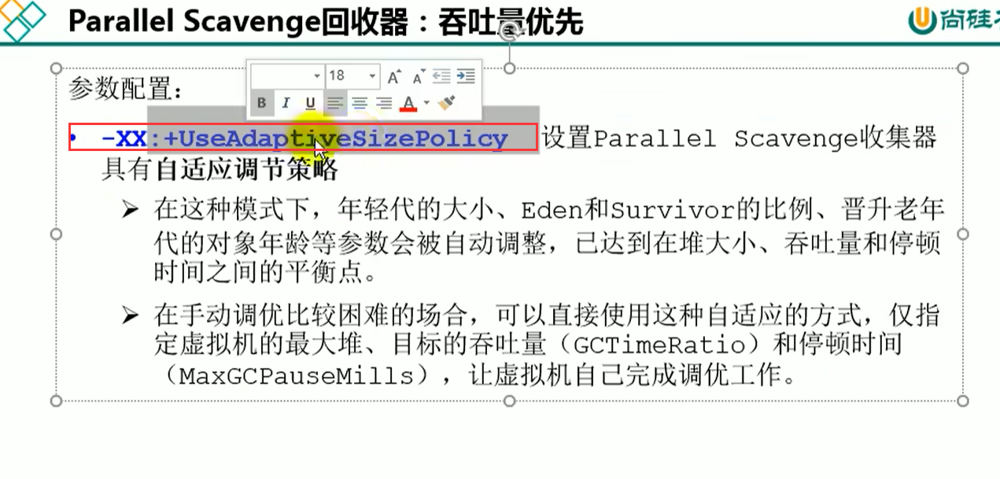 Parallel Scavenge回收器：吞吐量优先
尚硅
18
A A
B I U A
参数配置：
• -XX:+UseAdaptiveSizePolicy 设置Parallel Scavenge收集器
具有自适应调节策略
➢ 在这种模式下，年轻代的大小、Eden和Survivor的比例、晋升老年
代的对象年龄等参数会被自动调整，已达到在堆大小、吞吐量和停顿
时间之间的平衡点。
➢ 在手动调优比较困难的场合，可以直接使用这种自适应的方式，仅指
定虚拟机的最大堆、目标的吞吐量（GCTimeRatio）和停顿时间
（MaxGCPauseMills），让虚拟机自己完成调优工作。